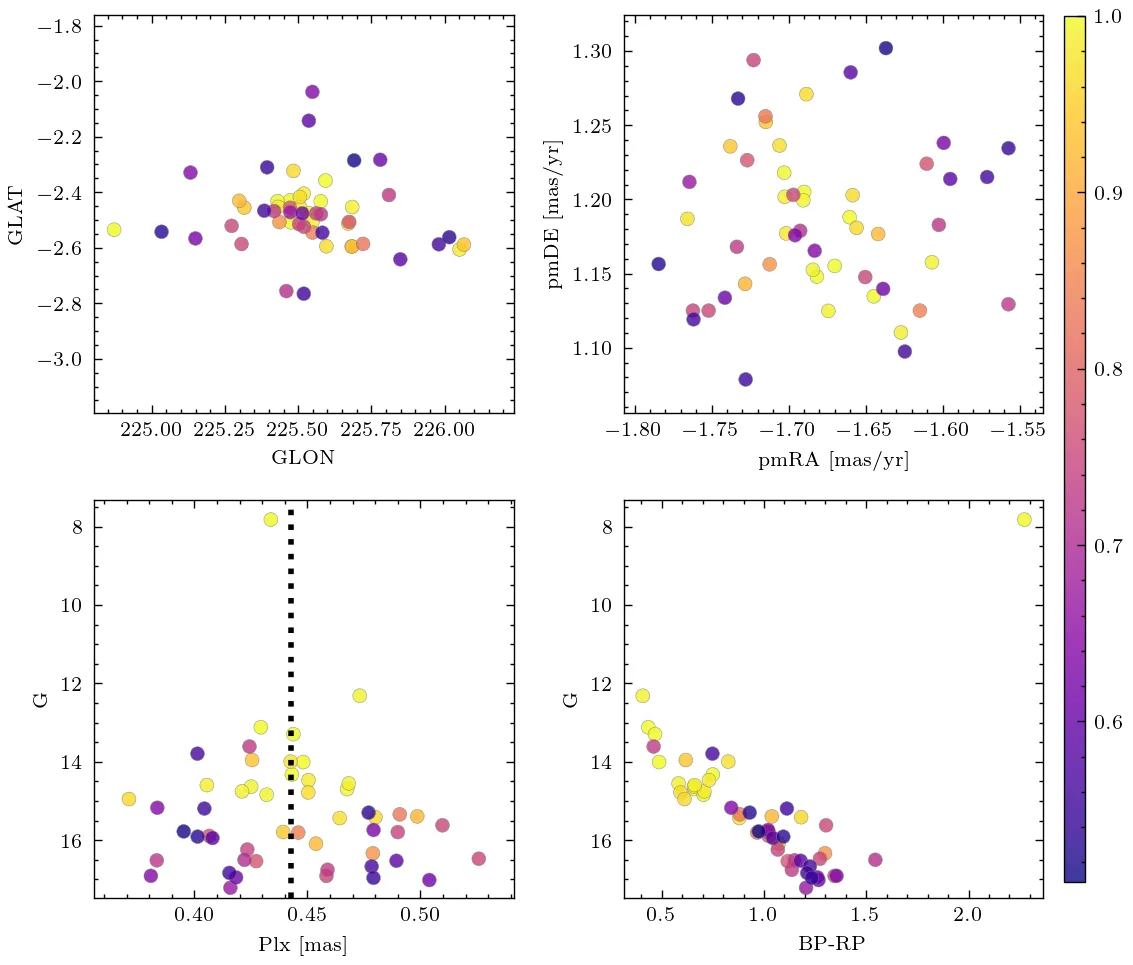 −1.8
−2.0
−2.2
−2.4
−2.6
−2.8
−3.0
GLAT
225.00 225.25 225.50 225.75 226.00
GLON
1.30
1.25
1.20
1.15
1.10
pmDE [mas/yr]
−1.80 −1.75 −1.70 −1.65 −1.60 −1.55
pmRA [mas/yr]
8
10
12
14
16
G
0.40 0.45 0.50
Plx [mas]
8
10
12
14
16
G
0.5 1.0 1.5 2.0
BP-RP
1.0
0.9
0.8
0.7
0.6